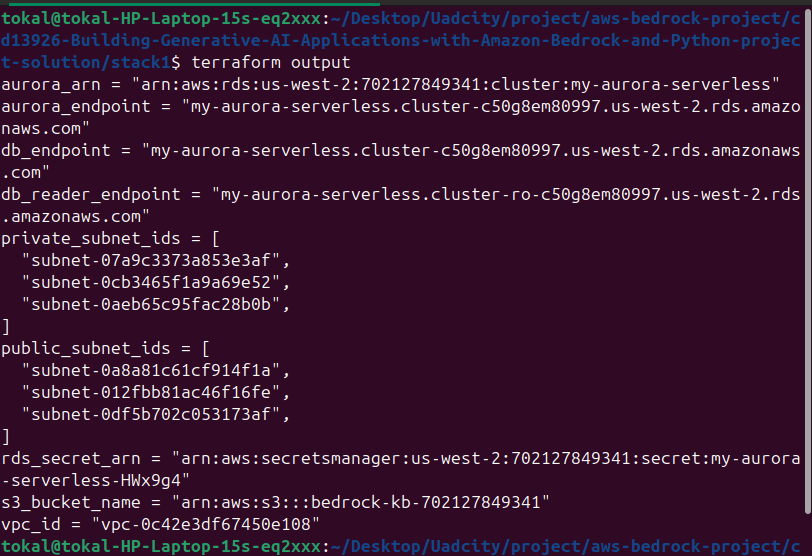 tokal@tokal-HP-Laptop-15s-eq2xxx:~/Desktop/Uadcity/project/aws-bedrock-project/c
d13926-Building-Generative-AI-Applications-with-Amazon-Bedrock-and-Python-projec
t-solution/stack1$ terraform output
aurora_arn = "arn:aws:rds:us-west-2:702127849341:cluster:my-aurora-serverless"
aurora_endpoint = "my-aurora-serverless.cluster-c50g8em80997.us-west-2.rds.amazo
naws.com"
db_endpoint = "my-aurora-serverless.cluster-c50g8em80997.us-west-2.rds.amazonaws
.com"
db_reader_endpoint = "my-aurora-serverless.cluster-ro-c50g8em80997.us-west-2.rds
.amazonaws.com"
private_subnet_ids = [
  "subnet-07a9c3373a853e3af",
  "subnet-0cb3465f1a9a69e52",
  "subnet-0aeb65c95fac28b0b",
]
public_subnet_ids = [
  "subnet-0a8a81c61cf914f1a",
  "subnet-012fbb81ac46f16fe",
  "subnet-0df5b702c053173af",
]
rds_secret_arn = "arn:aws:secretsmanager:us-west-2:702127849341:secret:my-aurora
-serverless-HWx9g4"
s3_bucket_name = "arn:aws:s3:::bedrock-kb-702127849341"
vpc_id = "vpc-0c42e3df67450e108"
tokal@tokal-HP-Laptop-15s-eq2xxx:~/Desktop/Uadcity/project/aws-bedrock-project/c